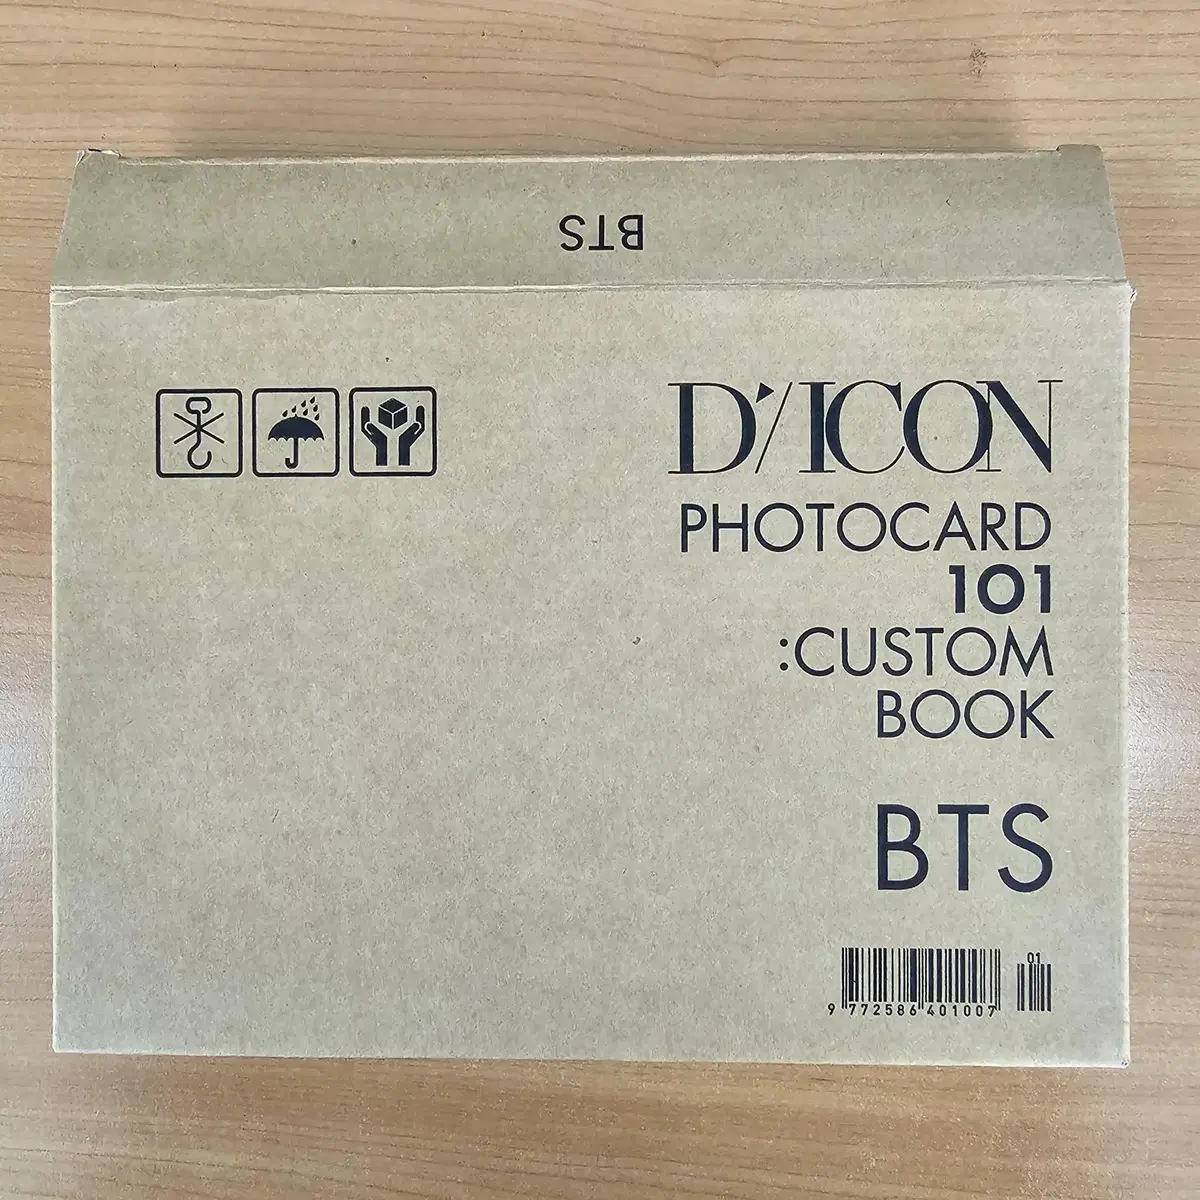 BTS
D'/ICON
PHOTOCARD
101
:CUSTOM
BOOK
BTS
01
9 772586 401007